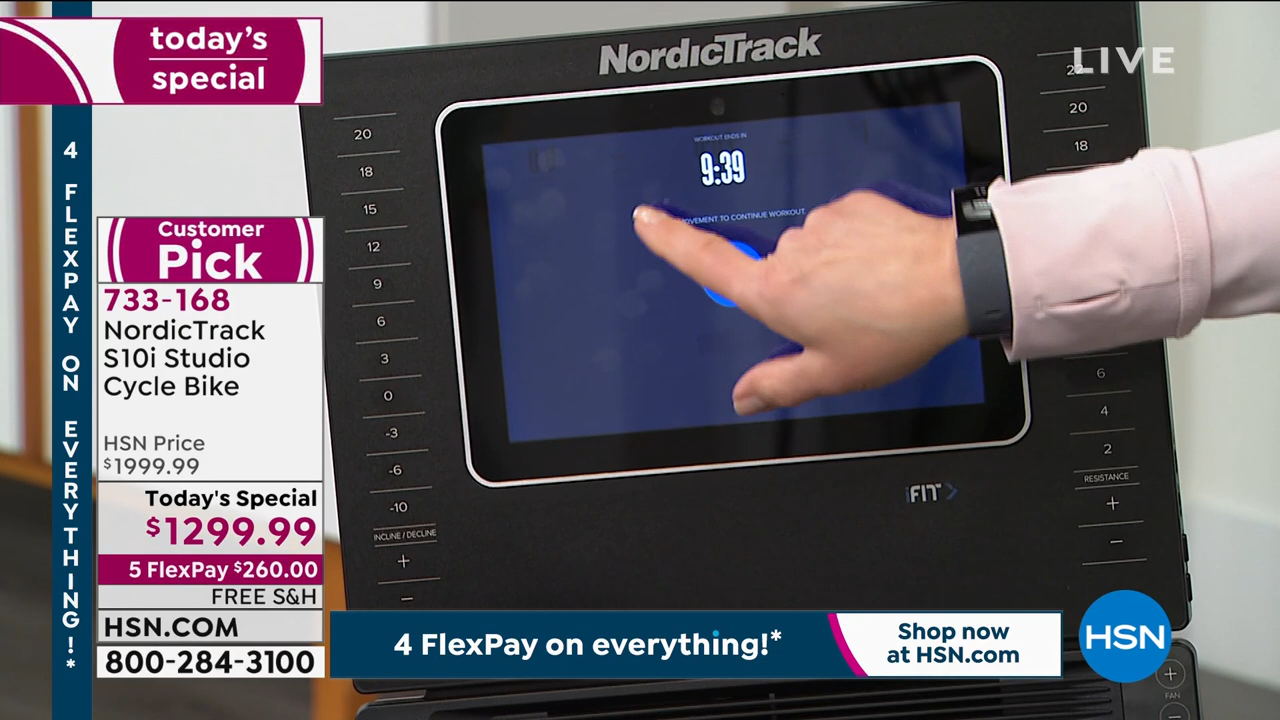 today's
special
4 FLEXPAY ON EVERYTHING!*
Customer
Pick
733-168
NordicTrack
S10i Studio
Cycle Bike
HSN Price
$1999.99
Today's Special
$1299.99
5 FlexPay $260.00
FREE S&H
HSN.COM
800-284-3100
NordicTrack
LIVE
WORKOUT ENDS IN
9:39
MOVEMENT TO CONTINUE WORKOUT.
20
18
15
12
9
6
3
0
-3
-6
-10
INCLINE / DECLINE
+
−
22
20
18
6
4
2
RESISTANCE
+
−
iFIT
4 FlexPay on everything!*
Shop now
at HSN.com
HSN
+
FAN
−